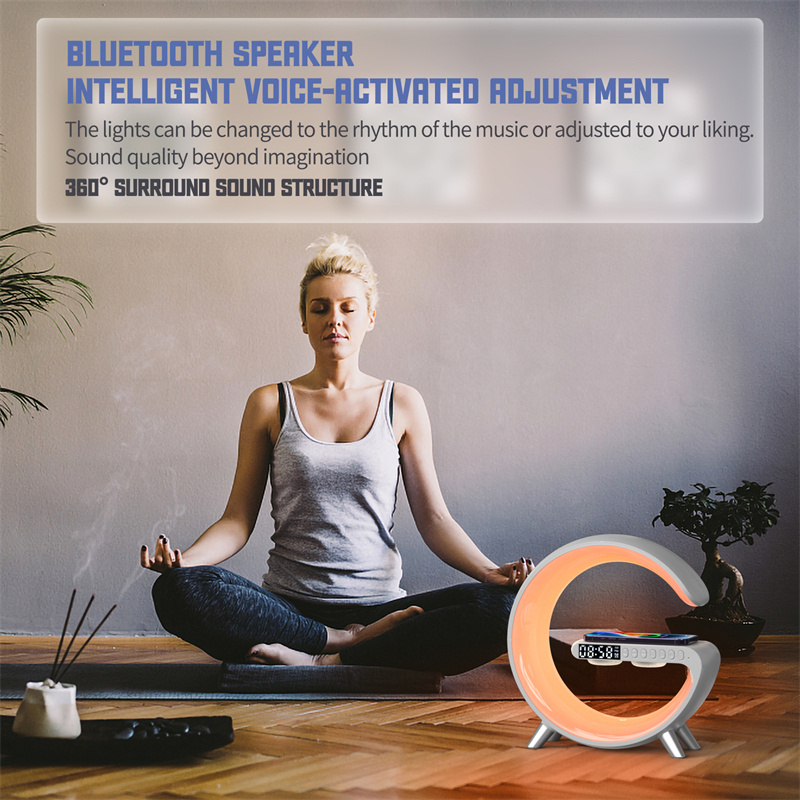 BLUETOOTH SPEAKER
INTELLIGENT VOICE-ACTIVATED ADJUSTMENT
The lights can be changed to the rhythm of the music or adjusted to your liking.
Sound quality beyond imagination
360° SURROUND SOUND STRUCTURE
08:58